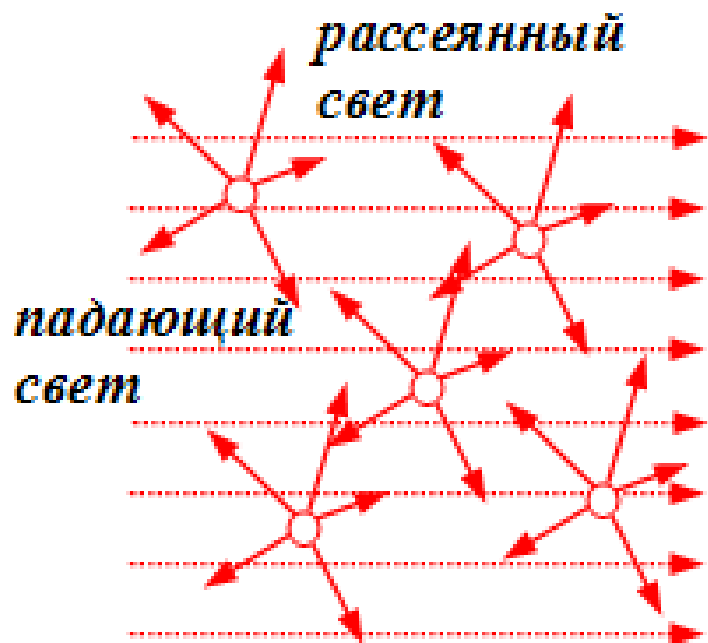 рассеянный
свет
падающий
свет